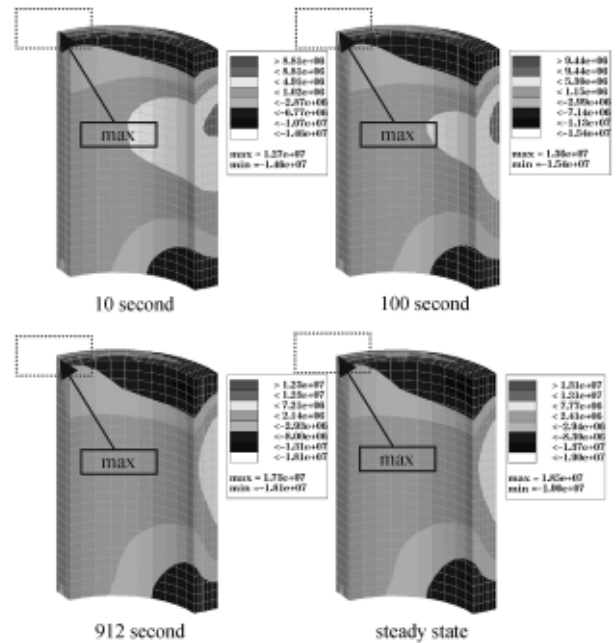 > 8.81e+06
< 8.81e+06
< 4.91e+06
< 1.02e+06
<-2.87e+06
<-6.77e+06
<-1.07e+07
<-1.46e+07
max = 1.27e+07
min =-1.46e+07
max
10 second
> 9.44e+06
< 9.44e+06
< 5.30e+06
< 1.15e+06
<-2.99e+06
<-7.14e+06
<-1.13e+07
<-1.54e+07
max = 1.36e+07
min =-1.54e+07
max
100 second
> 1.23e+07
< 1.23e+07
< 7.21e+06
< 2.14e+06
<-2.93e+06
<-8.00e+06
<-1.31e+07
<-1.81e+07
max = 1.73e+07
min =-1.81e+07
max
912 second
> 1.31e+07
< 1.31e+07
< 7.77e+06
< 2.41e+06
<-2.94e+06
<-8.30e+06
<-1.37e+07
<-1.90e+07
max = 1.85e+07
min =-1.90e+07
max
steady state